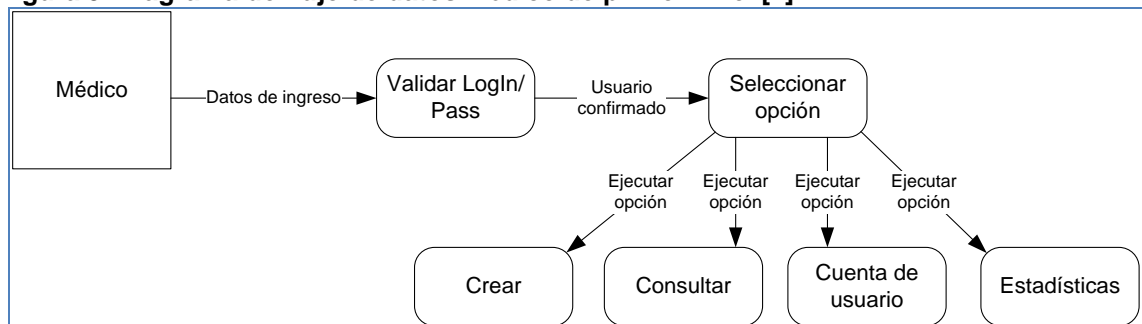 Médico
Datos de ingreso
Validar LogIn/
Pass
Usuario
confirmado
Seleccionar
opción
Ejecutar
opción
Ejecutar
opción
Ejecutar
opción
Ejecutar
opción
Crear
Consultar
Cuenta de
usuario
Estadísticas